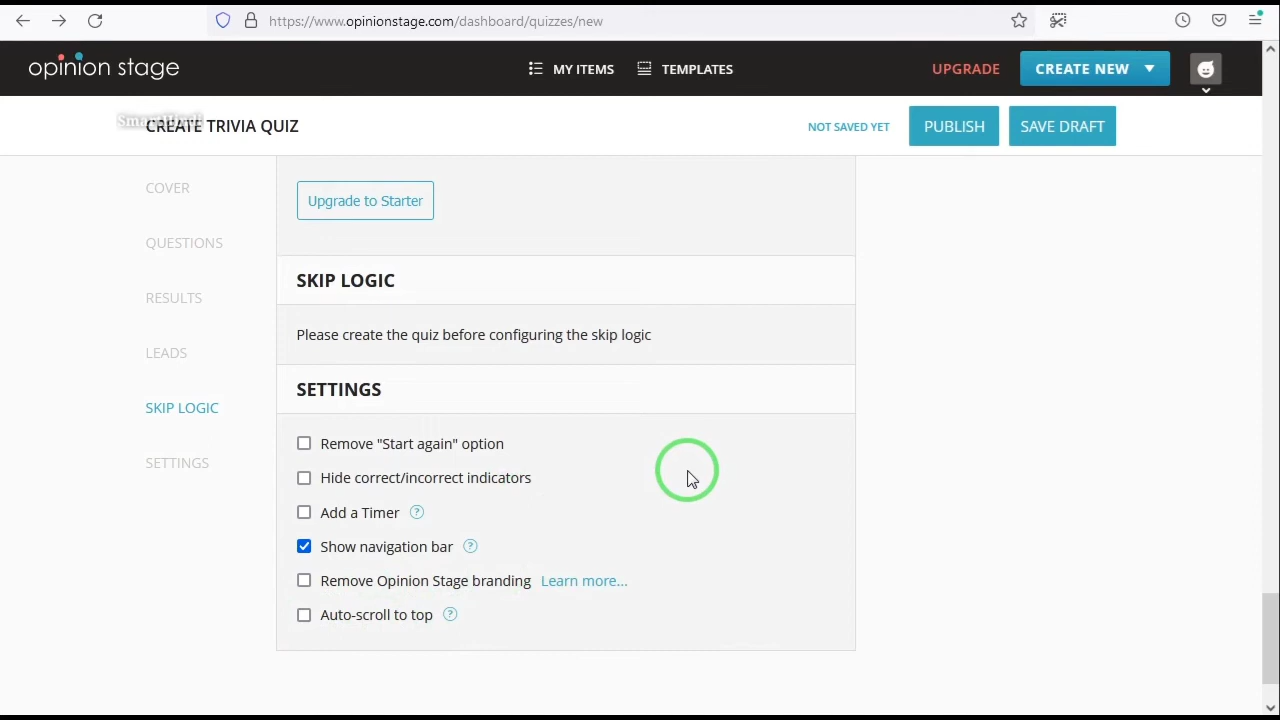 https://www.opinionstage.com/dashboard/quizzes/new
opinion stage
MY ITEMS
TEMPLATES
UPGRADE
CREATE NEW
CREATE TRIVIA QUIZ
NOT SAVED YET
PUBLISH
SAVE DRAFT
COVER
QUESTIONS
RESULTS
LEADS
SKIP LOGIC
SETTINGS
Upgrade to Starter
SKIP LOGIC
Please create the quiz before configuring the skip logic
SETTINGS
Remove "Start again" option
Hide correct/incorrect indicators
Add a Timer ?
Show navigation bar ?
Remove Opinion Stage branding Learn more...
Auto-scroll to top ?